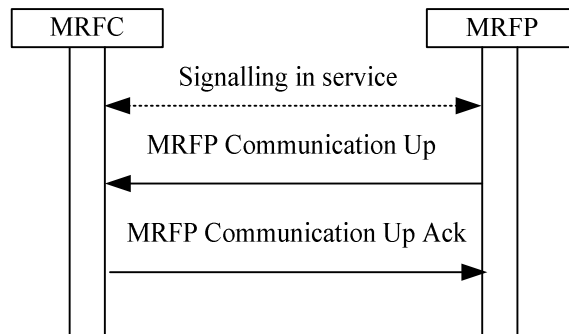 MRFC
MRFP
Signalling in service
MRFP Communication Up
MRFP Communication Up Ack